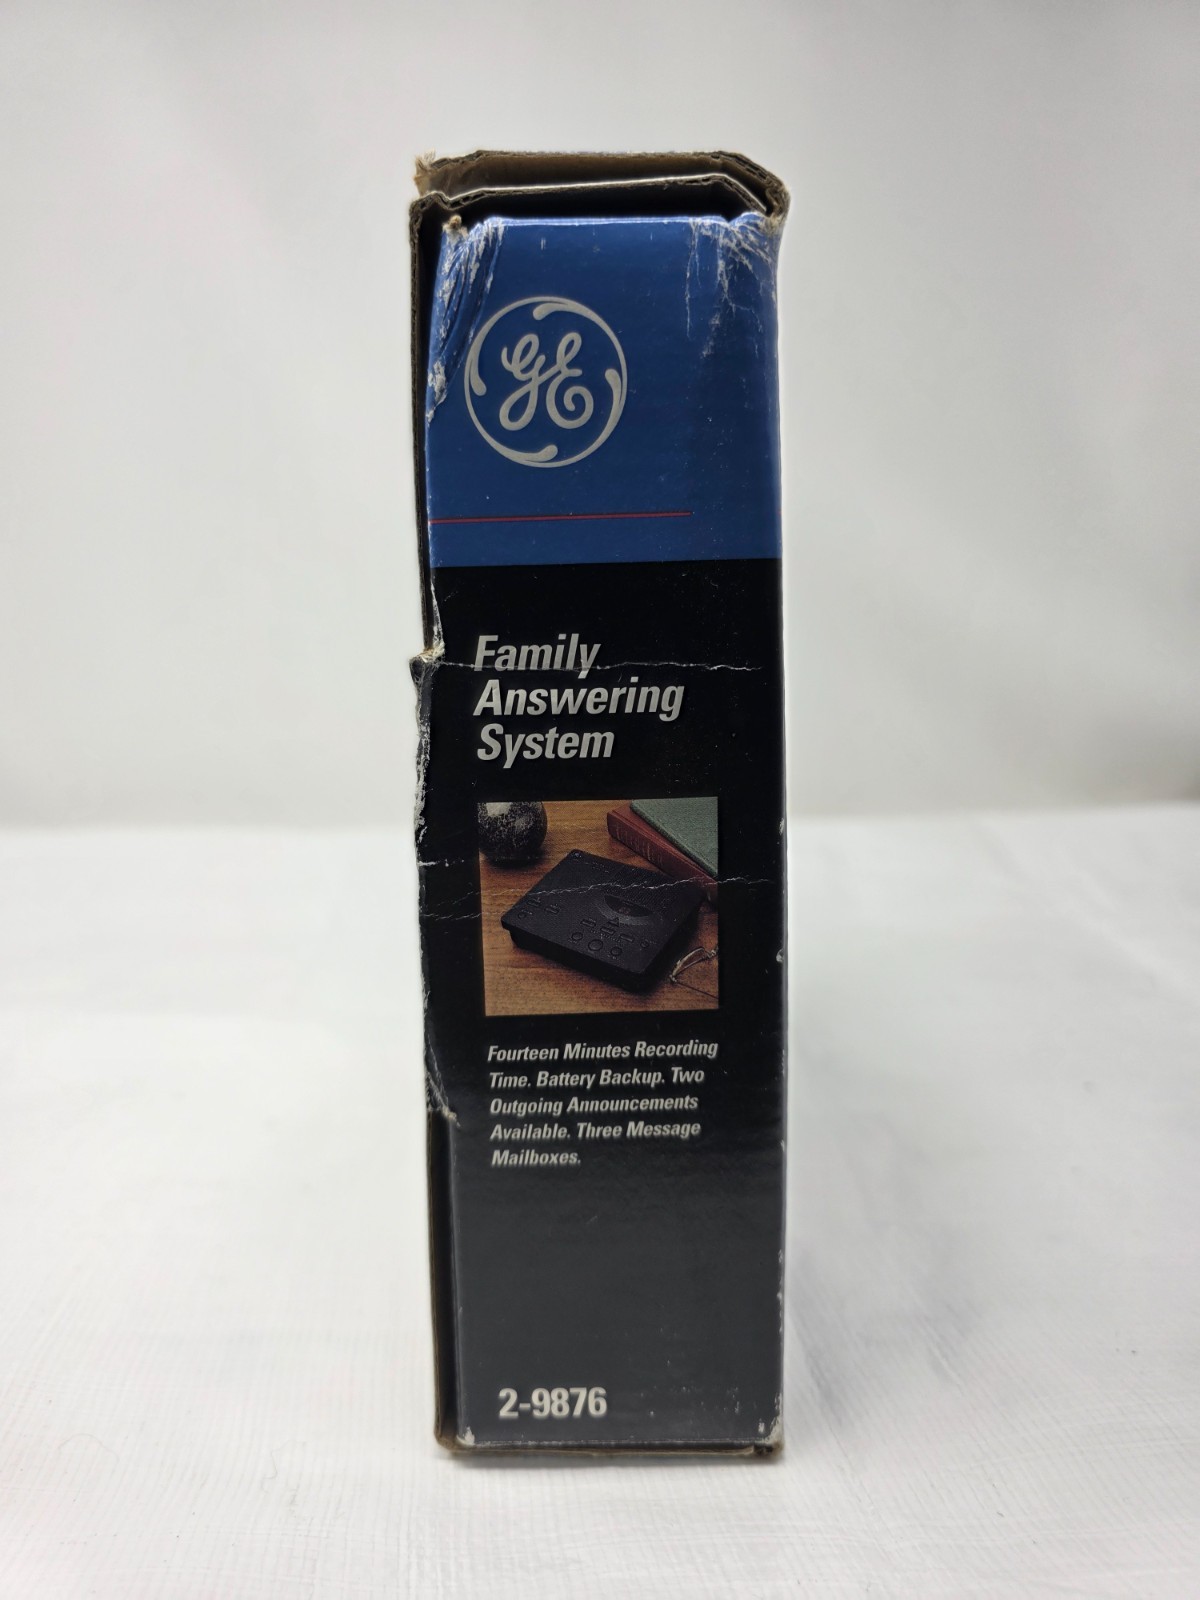 GE
Family
Answering
System
Fourteen Minutes Recording
Time. Battery Backup. Two
Outgoing Announcements
Available. Three Message
Mailboxes.
2-9876